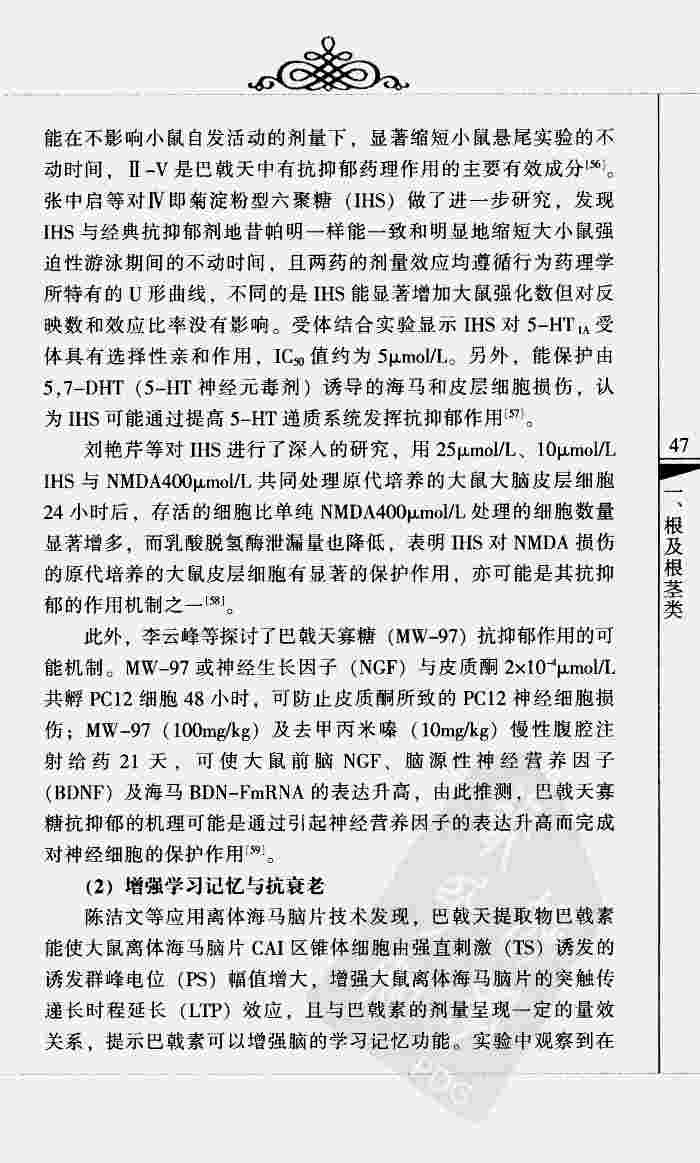 能在不影响小鼠自发活动的剂量下，显著缩短小鼠悬尾实验的不
动时间，Ⅱ-V 是巴戟天中有抗抑郁药理作用的主要有效成分[56]。
张中启等对Ⅳ即菊淀粉型六聚糖（IHS）做了进一步研究，发现
IHS 与经典抗抑郁剂地昔帕明一样能一致和明显地缩短大小鼠强
迫性游泳期间的不动时间，且两药的剂量效应均遵循行为药理学
所特有的 U 形曲线，不同的是 IHS 能显著增加大鼠强化数但对反
映数和效应比率没有影响。受体结合实验显示 IHS 对 5-HT1A 受
体具有选择性亲和作用，IC50 值约为 5μmol/L。另外，能保护由
5,7-DHT（5-HT 神经元毒剂）诱导的海马和皮层细胞损伤，认
为 IHS 可能通过提高 5-HT 递质系统发挥抗抑郁作用[57]。
刘艳芹等对 IHS 进行了深入的研究，用 25μmol/L、10μmol/L
IHS 与 NMDA400μmol/L 共同处理原代培养的大鼠大脑皮层细胞
24 小时后，存活的细胞比单纯 NMDA400μmol/L 处理的细胞数量
显著增多，而乳酸脱氢酶泄漏量也降低，表明 IHS 对 NMDA 损伤
的原代培养的大鼠皮层细胞有显著的保护作用，亦可能是其抗抑
郁的作用机制之一[58]。
此外，李云峰等探讨了巴戟天寡糖（MW-97）抗抑郁作用的可
能机制。MW-97 或神经生长因子（NGF）与皮质酮 2×10⁻⁴μmol/L
共孵 PC12 细胞 48 小时，可防止皮质酮所致的 PC12 神经细胞损
伤；MW-97（100mg/kg）及去甲丙米嗪（10mg/kg）慢性腹腔注
射给药 21 天，可使大鼠前脑 NGF、脑源性神经营养因子
（BDNF）及海马 BDN-FmRNA 的表达升高，由此推测，巴戟天寡
糖抗抑郁的机理可能是通过引起神经营养因子的表达升高而完成
对神经细胞的保护作用[59]。
（2）增强学习记忆与抗衰老
陈洁文等应用离体海马脑片技术发现，巴戟天提取物巴戟素
能使大鼠离体海马脑片 CAI 区锥体细胞由强直刺激（TS）诱发的
诱发群峰电位（PS）幅值增大，增强大鼠离体海马脑片的突触传
递长时程延长（LTP）效应，且与巴戟素的剂量呈现一定的量效
关系，提示巴戟素可以增强脑的学习记忆功能。实验中观察到在
47
一、根及根茎类
PDG